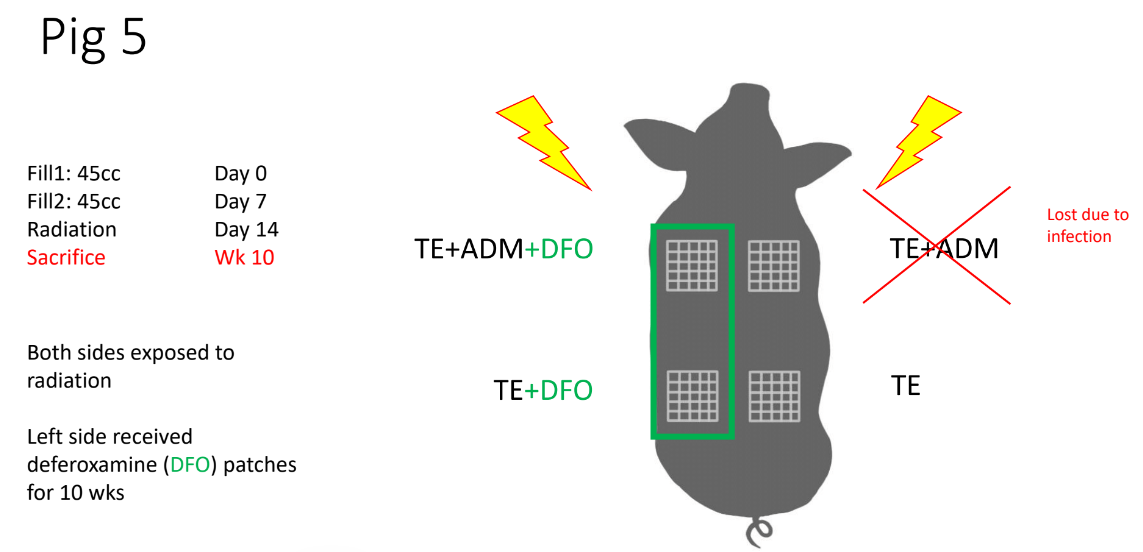 Pig 5
Fill1: 45cc Day 0
Fill2: 45cc Day 7
Radiation Day 14
Sacrifice Wk 10
Both sides exposed to
radiation
Left side received
deferoxamine (DFO) patches
for 10 wks
TE+ADM+DFO
TE+DFO
TE+ADM
TE
Lost due to
infection